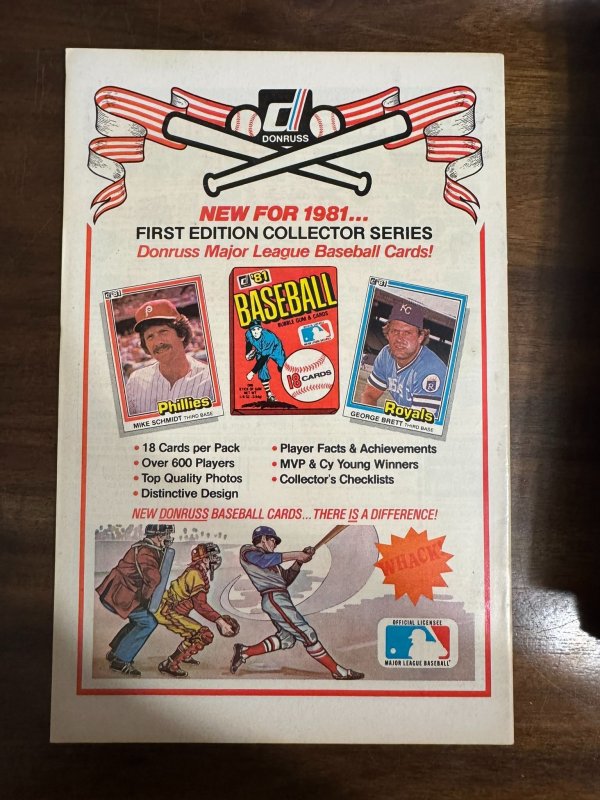 DONRUSS
NEW FOR 1981...
FIRST EDITION COLLECTOR SERIES
Donruss Major League Baseball Cards!
'81
Phillies
MIKE SCHMIDT THIRD BASE
'81
BASEBALL
BUBBLE GUM & CARDS
18 CARDS
'81
KC
Royals
GEORGE BRETT THIRD BASE
• 18 Cards per Pack
• Over 600 Players
• Top Quality Photos
• Distinctive Design
• Player Facts & Achievements
• MVP & Cy Young Winners
• Collector's Checklists
NEW DONRUSS BASEBALL CARDS...THERE IS A DIFFERENCE!
WHACK!
OFFICIAL LICENSEE
MAJOR LEAGUE BASEBALL